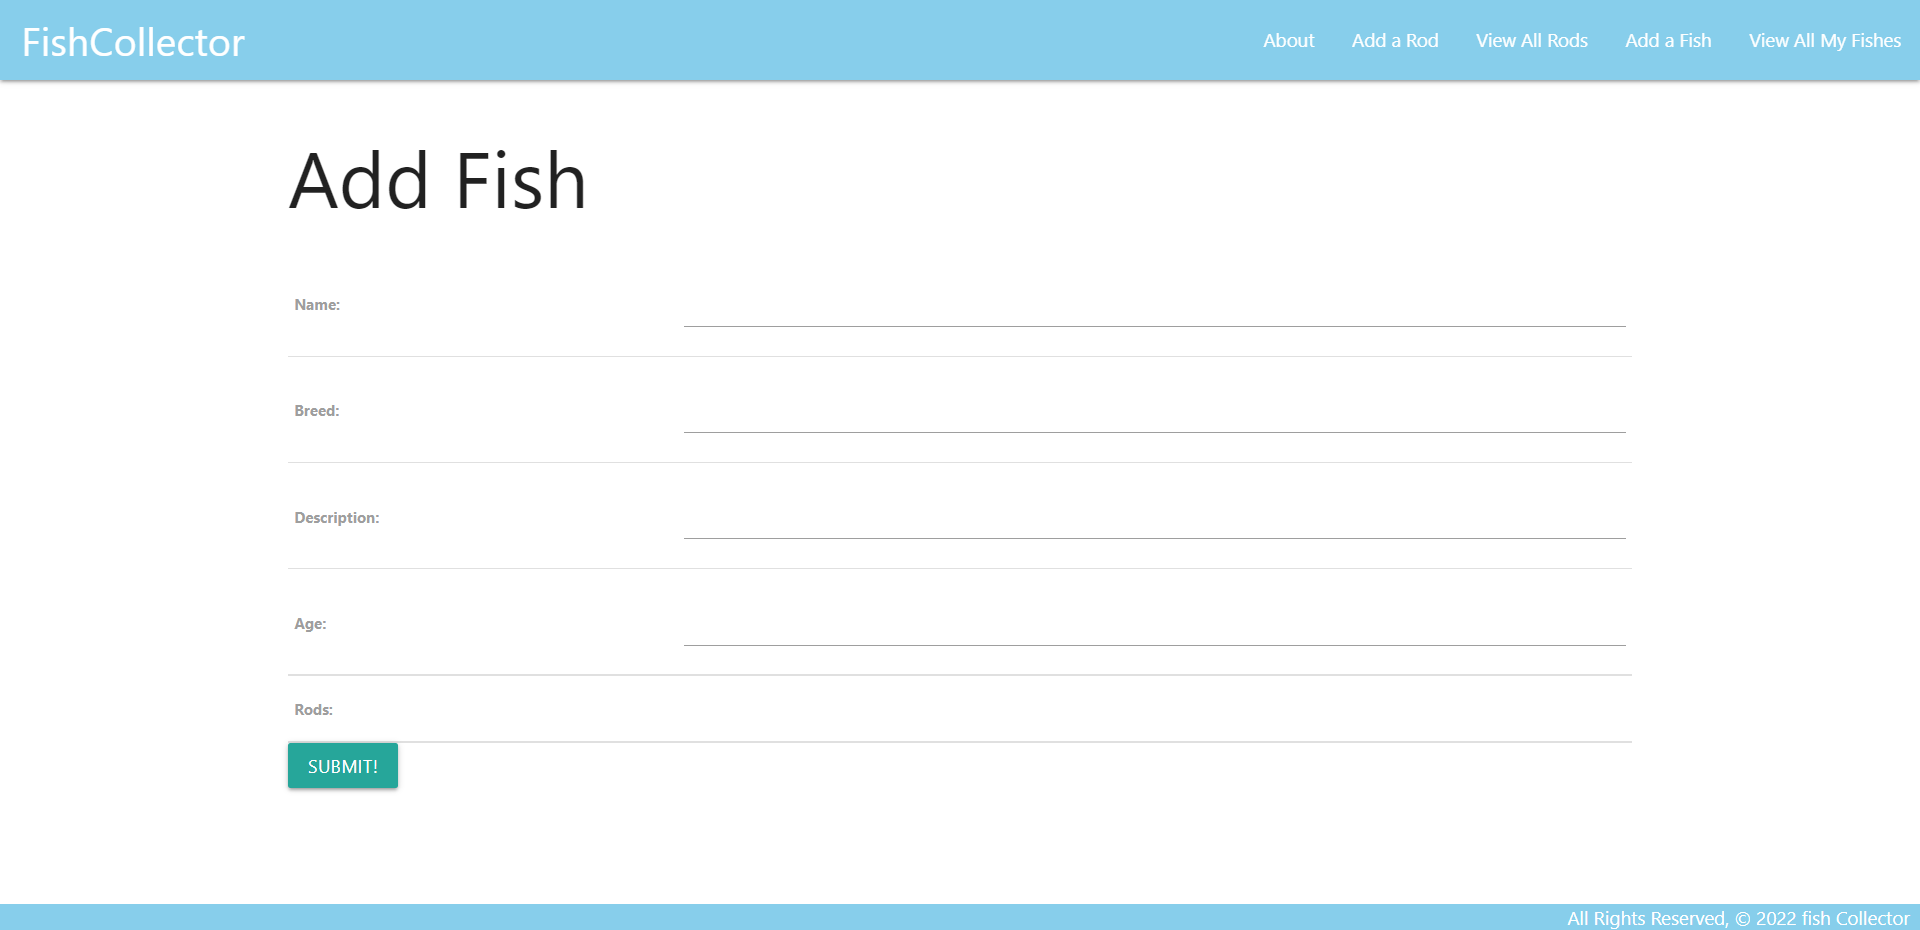 FishCollector
About
Add a Rod
View All Rods
Add a Fish
View All My Fishes
Add Fish
Name:
Breed:
Description:
Age:
Rods:
SUBMIT!
All Rights Reserved, © 2022 fish Collector